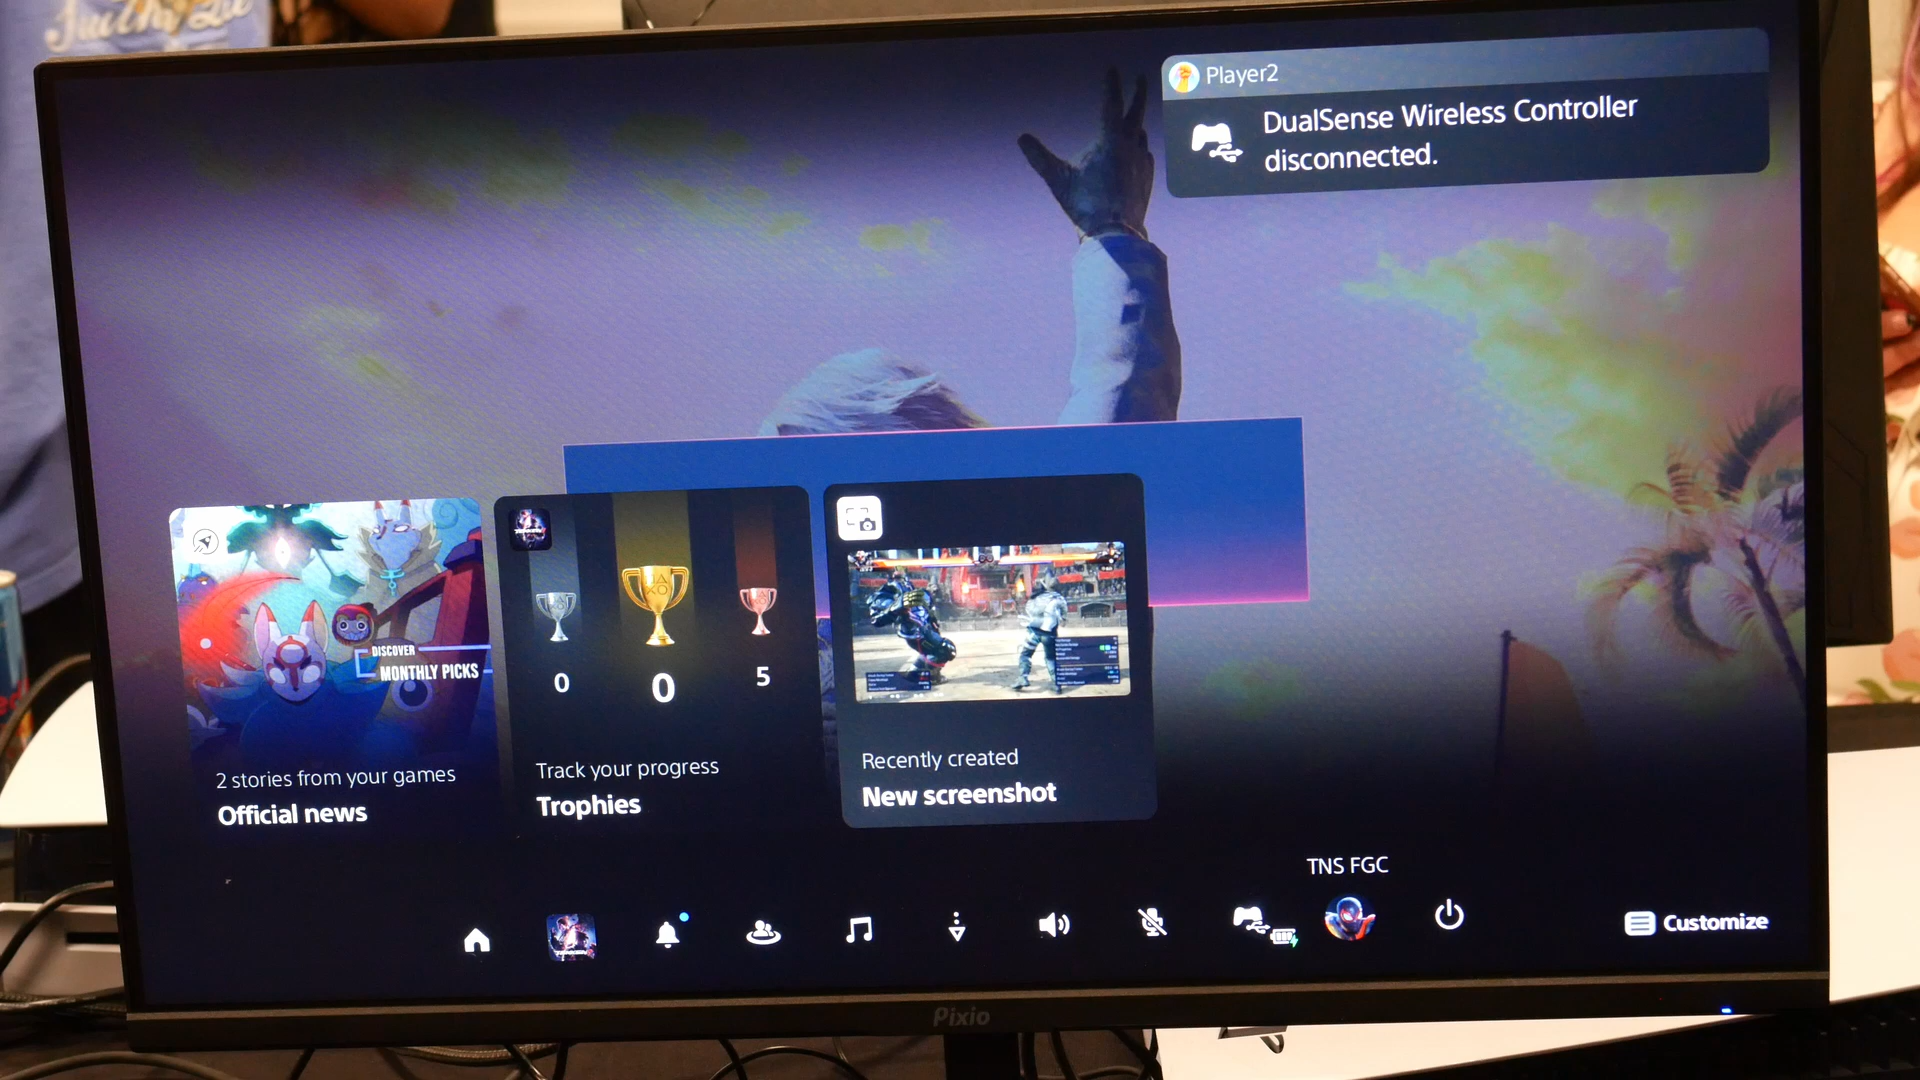 Player2
DualSense Wireless Controller
disconnected.
DISCOVER
MONTHLY PICKS
2 stories from your games
Official news
0
0
5
Track your progress
Trophies
Recently created
New screenshot
TNS FGC
Customize
Pixio